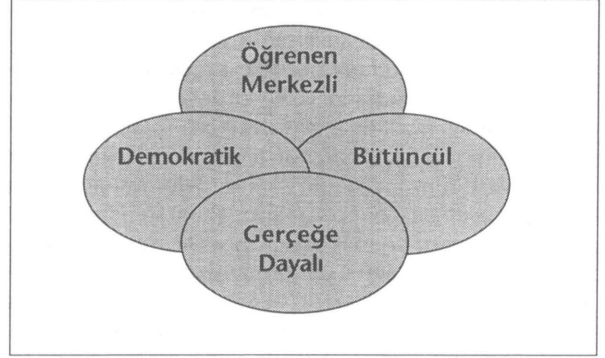 Öğrenen
Merkezli
Demokratik
Bütüncül
Gerçeğe
Dayalı